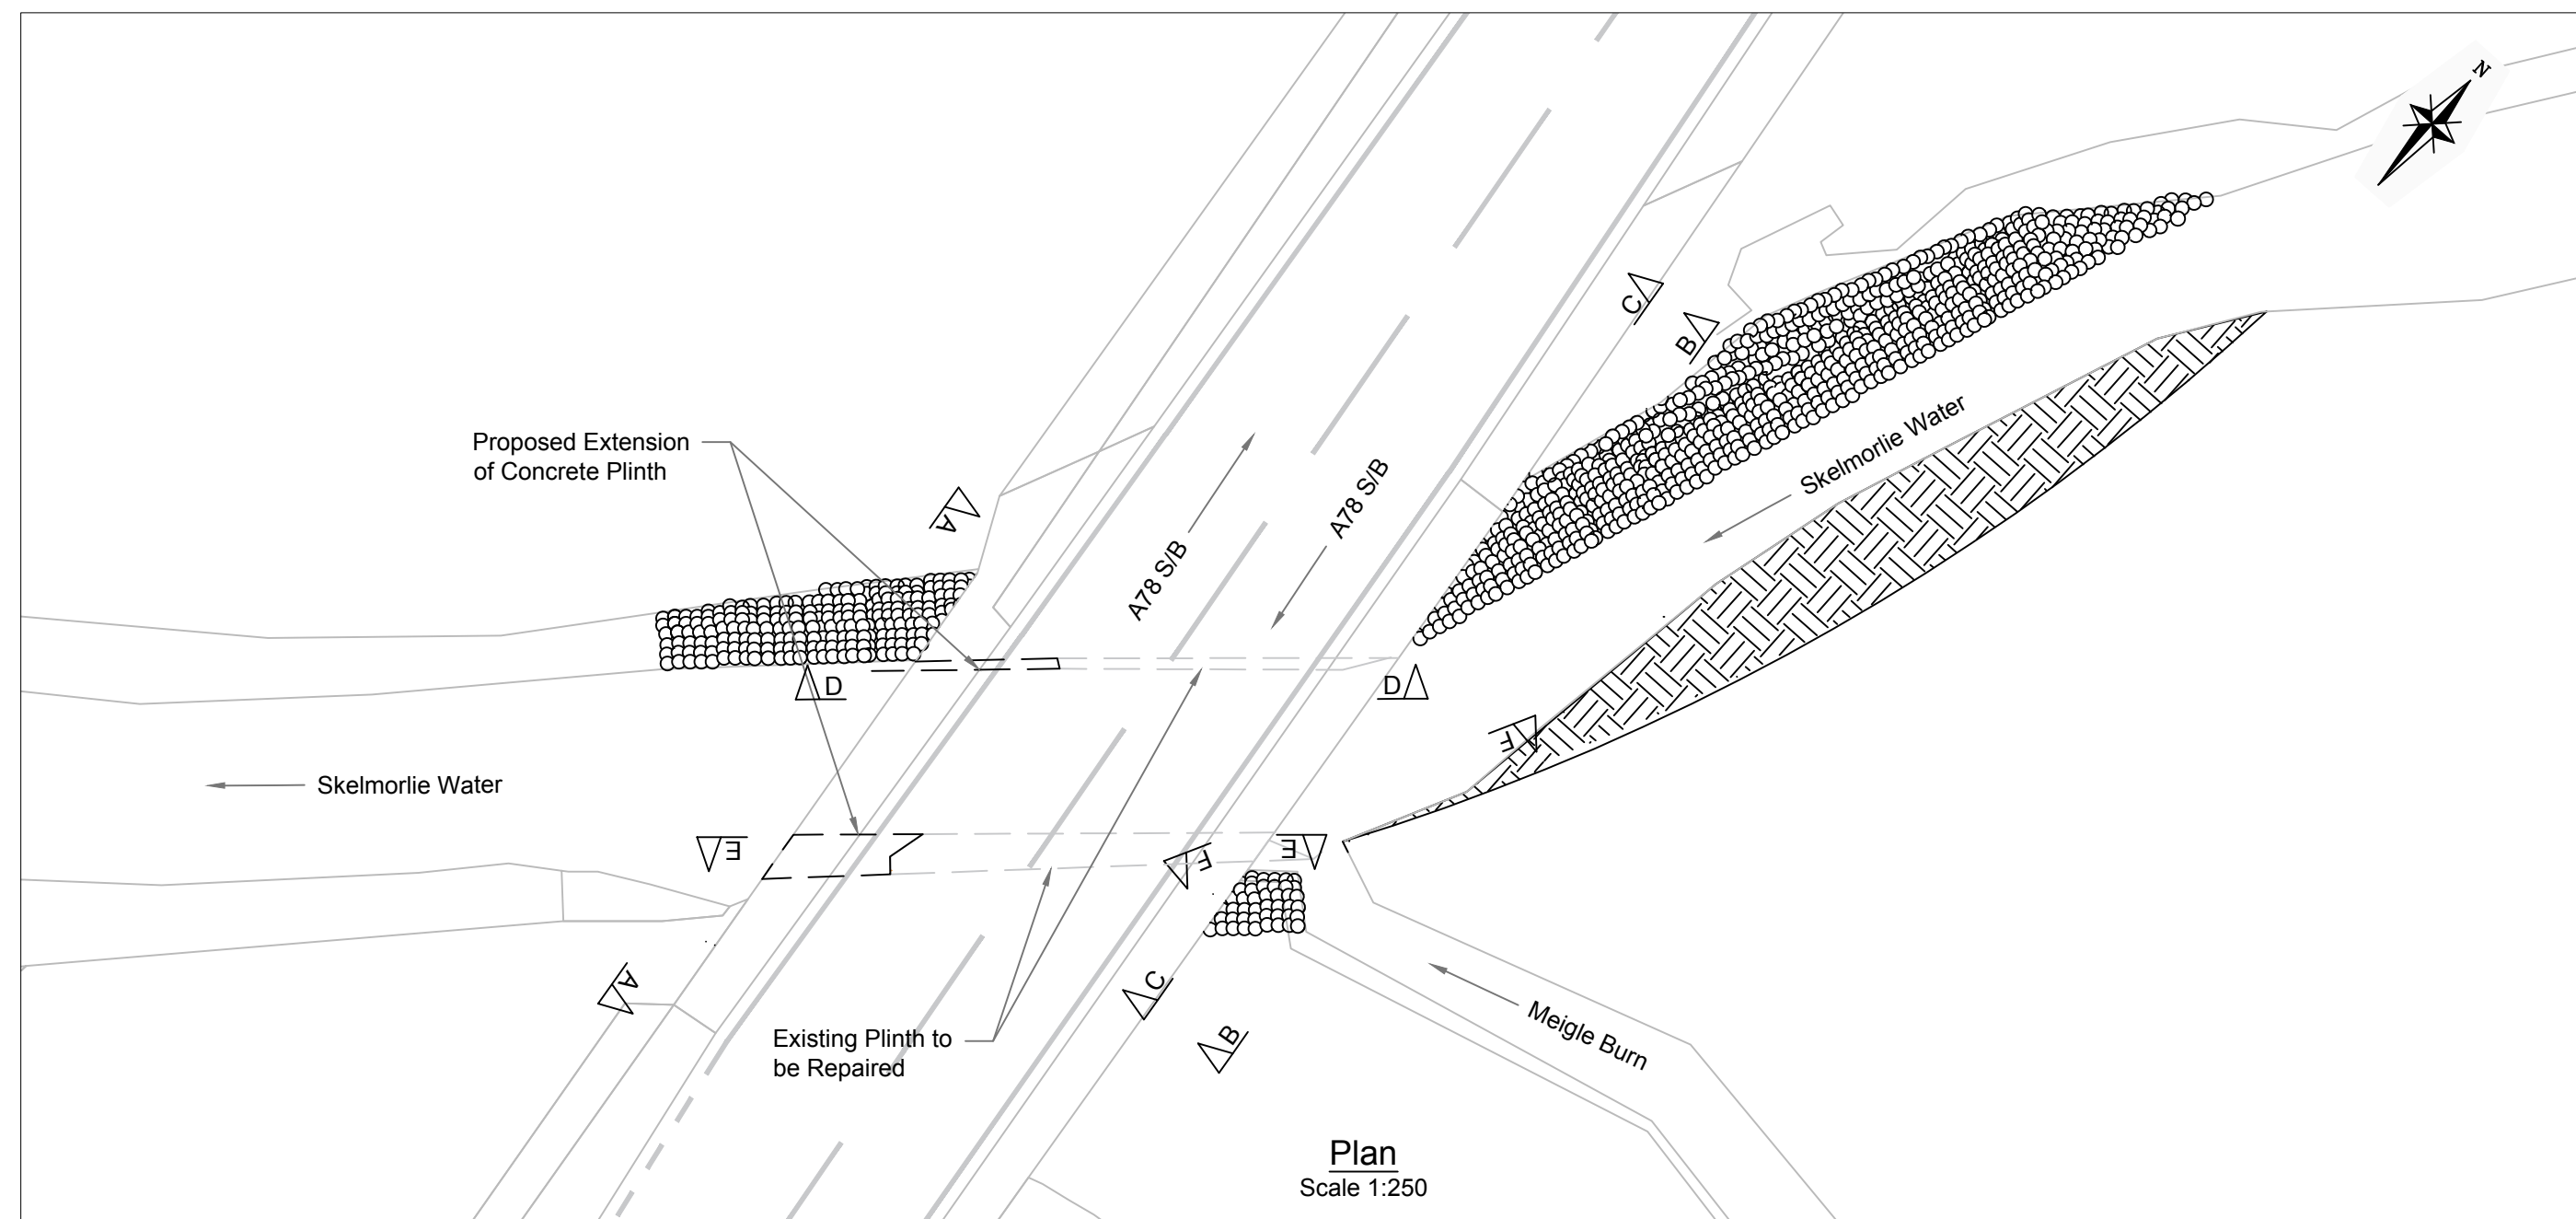 N
C
B
Skelmorlie Water
Proposed Extension
of Concrete Plinth
A78 S/B
A
A78 S/B
D
D
F
Skelmorlie Water
E
F
E
A
C
Meigle Burn
B
Existing Plinth to
be Repaired
Plan
Scale 1:250